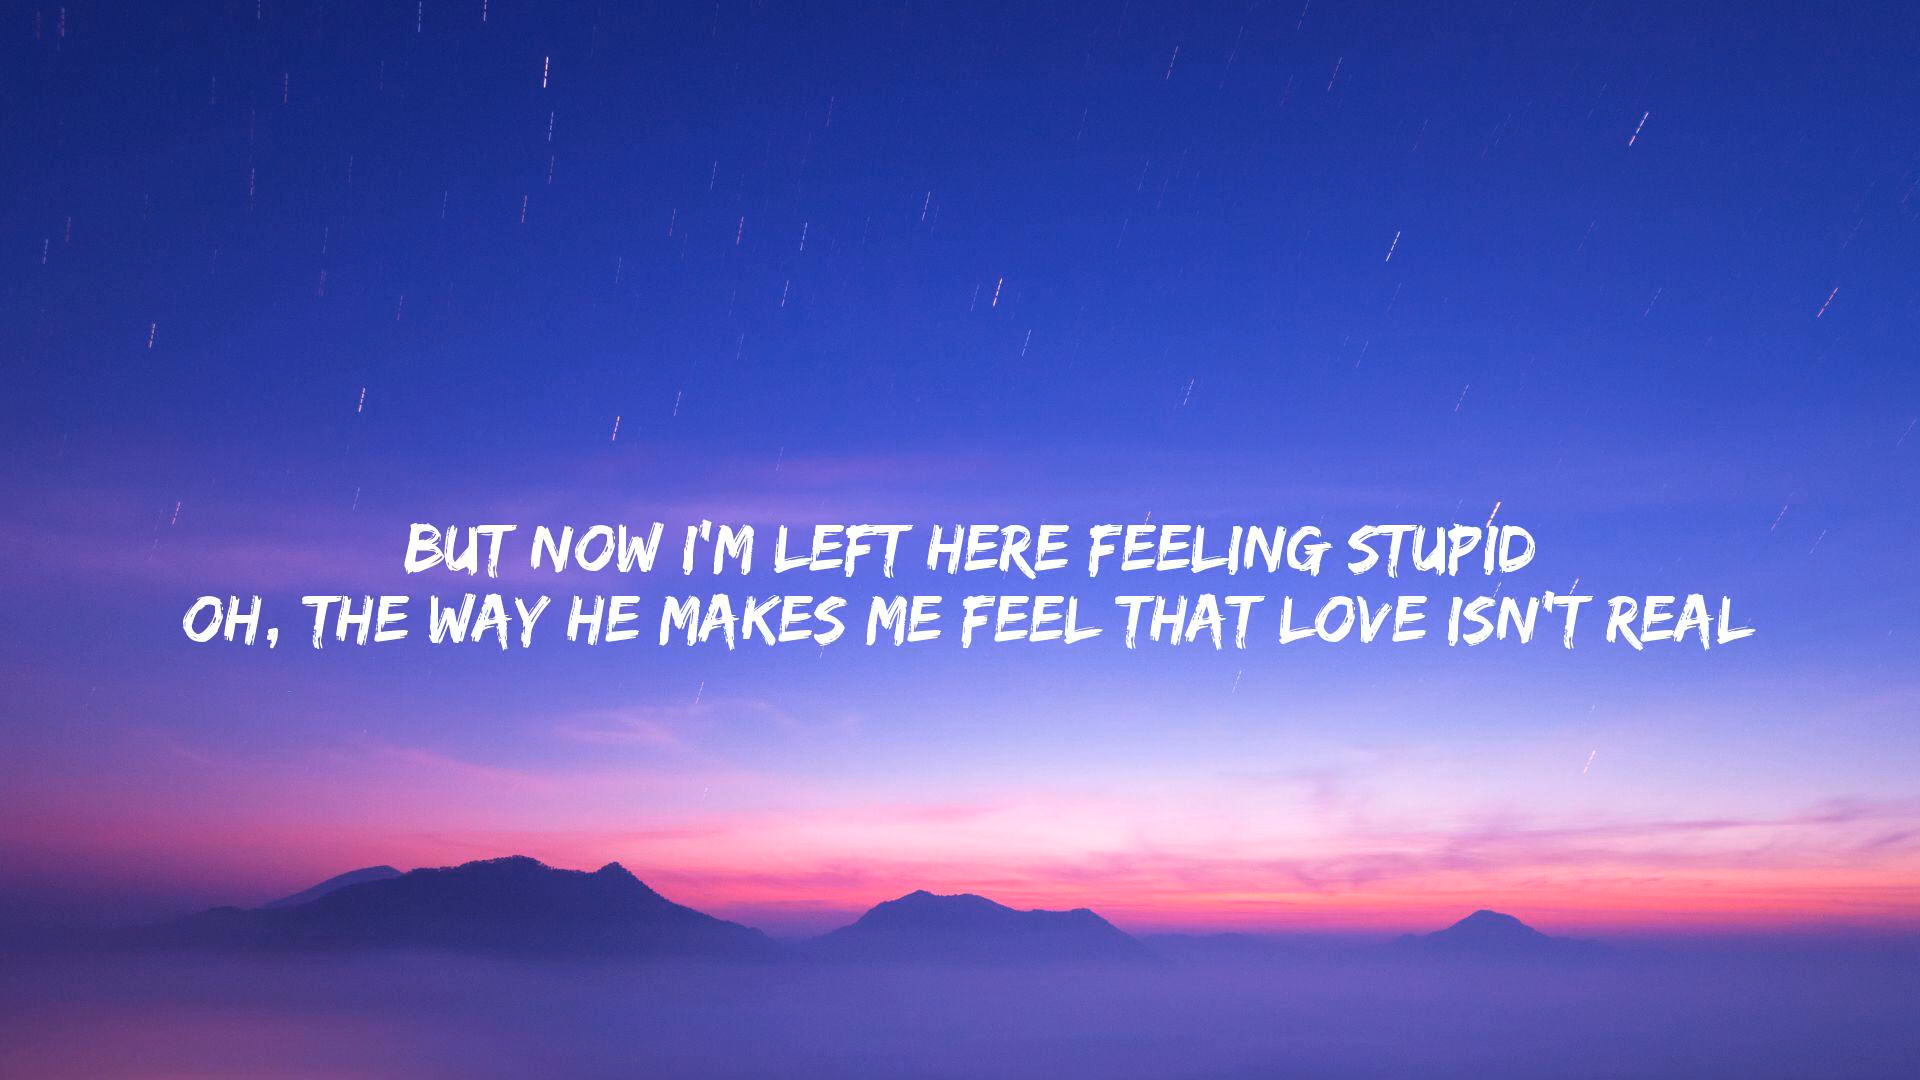 BUT NOW I'M LEFT HERE FEELING STUPID
OH, THE WAY HE MAKES ME FEEL THAT LOVE ISN'T REAL